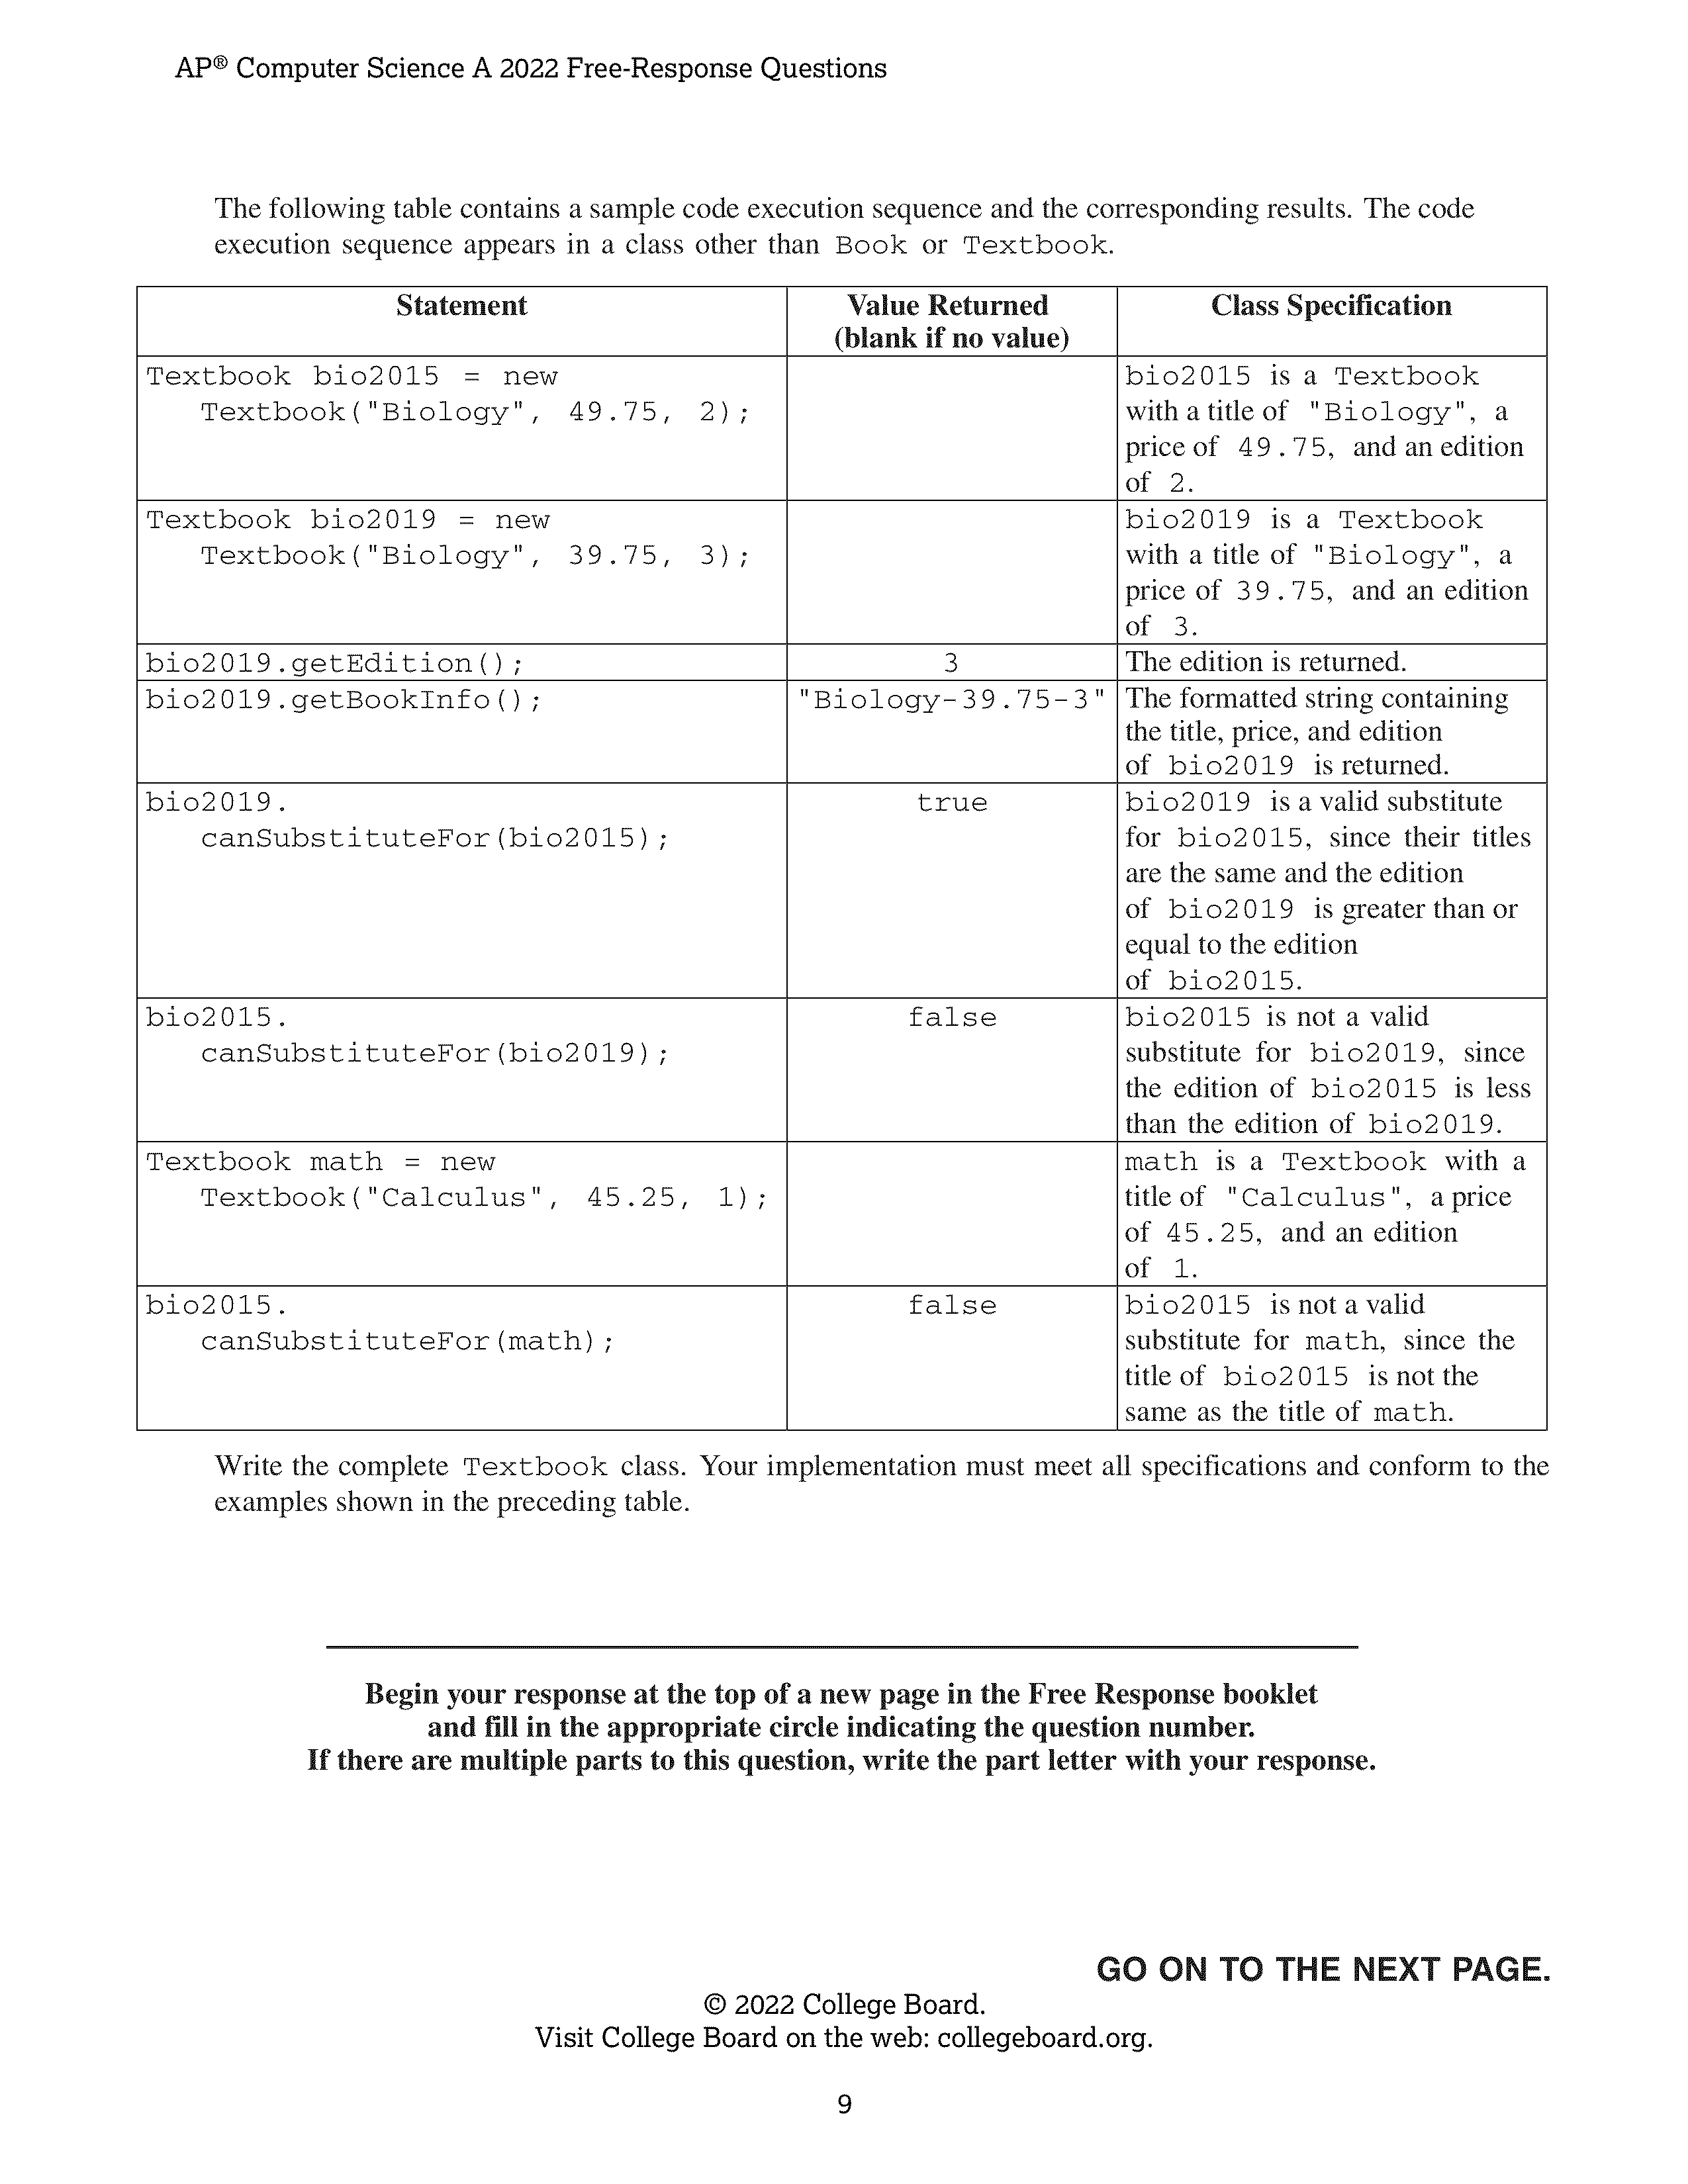 AP® Computer Science A 2022 Free-Response Questions
The following table contains a sample code execution sequence and the corresponding results. The code
execution sequence appears in a class other than Book or Textbook.
Statement
Value Returned
(blank if no value)
Class Specification
Textbook bio2015 = new
Textbook("Biology", 49.75, 2);
bio2015 is a Textbook
with a title of "Biology", a
price of 49.75, and an edition
of 2.
Textbook bio2019 = new
Textbook("Biology", 39.75, 3);
bio2019 is a Textbook
with a title of "Biology", a
price of 39.75, and an edition
of 3.
bio2019.getEdition();
3
The edition is returned.
bio2019.getBookInfo();
"Biology-39.75-3"
The formatted string containing
the title, price, and edition
of bio2019 is returned.
bio2019.
canSubstituteFor(bio2015);
true
bio2019 is a valid substitute
for bio2015, since their titles
are the same and the edition
of bio2019 is greater than or
equal to the edition
of bio2015.
bio2015.
canSubstituteFor(bio2019);
false
bio2015 is not a valid
substitute for bio2019, since
the edition of bio2015 is less
than the edition of bio2019.
Textbook math = new
Textbook("Calculus", 45.25, 1);
math is a Textbook with a
title of "Calculus", a price
of 45.25, and an edition
of 1.
bio2015.
canSubstituteFor(math);
false
bio2015 is not a valid
substitute for math, since the
title of bio2015 is not the
same as the title of math.
Write the complete Textbook class. Your implementation must meet all specifications and conform to the
examples shown in the preceding table.
Begin your response at the top of a new page in the Free Response booklet
and fill in the appropriate circle indicating the question number.
If there are multiple parts to this question, write the part letter with your response.
GO ON TO THE NEXT PAGE.
© 2022 College Board.
Visit College Board on the web: collegeboard.org.
9